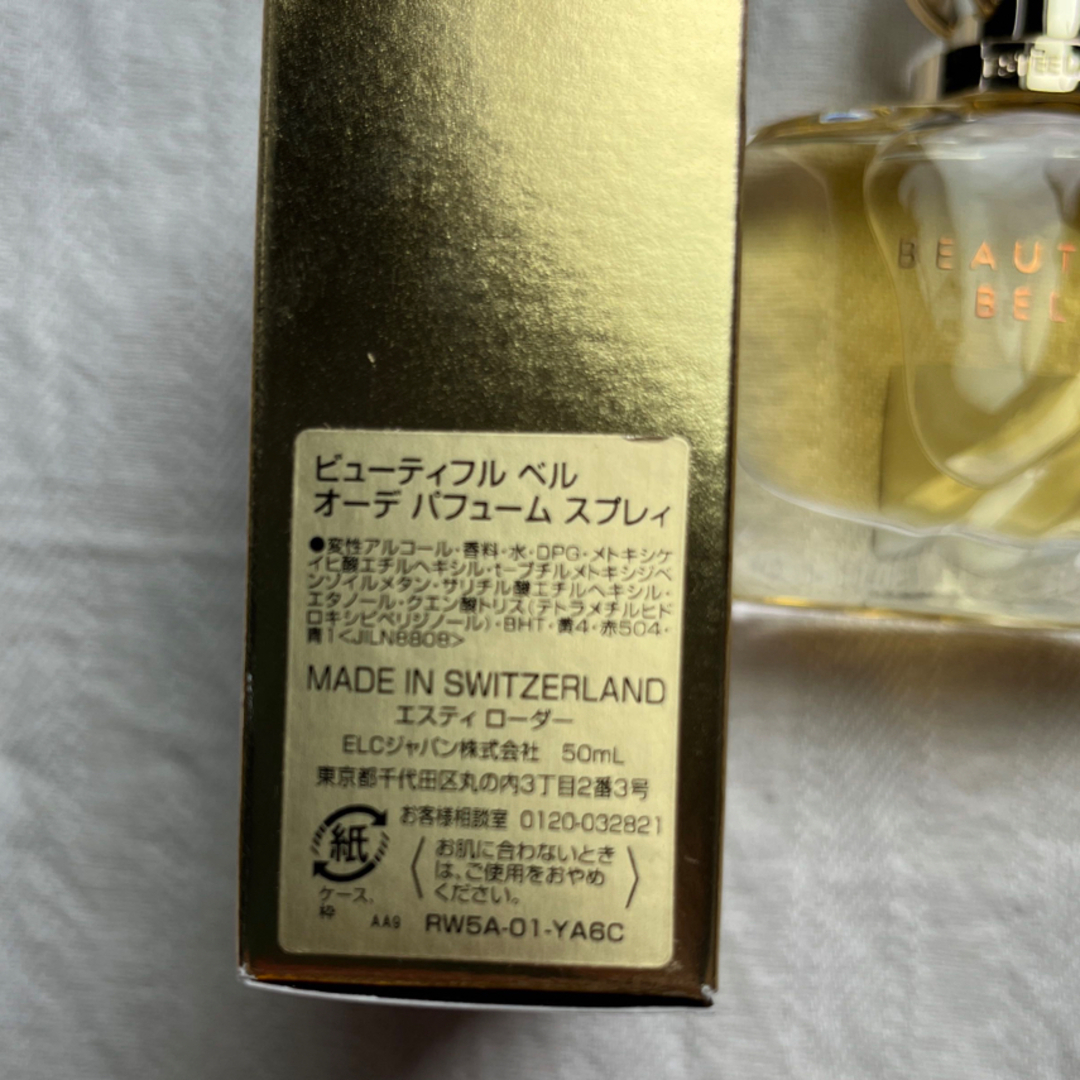 ビューティフル ベル
オーデ パフューム スプレィ
●変性アルコール・香料・水・DPG・メトキシケ
イヒ酸エチルヘキシル・t-ブチルメトキシジベ
ンゾイルメタン・サリチル酸エチルヘキシル・
エタノール・クエン酸トリス(テトラメチルヒド
ロキシピペリジノール)・BHT・黄4・赤504・
青1<JILN8808>
MADE IN SWITZERLAND
エスティ ローダー
ELCジャパン株式会社 50mL
東京都千代田区丸の内3丁目2番3号
お客様相談室 0120-032821
紙
お肌に合わないとき
は、ご使用をおやめ
ください。
ケース、
枠
AA9 RW5A-01-YA6C
BEAUT
BEL